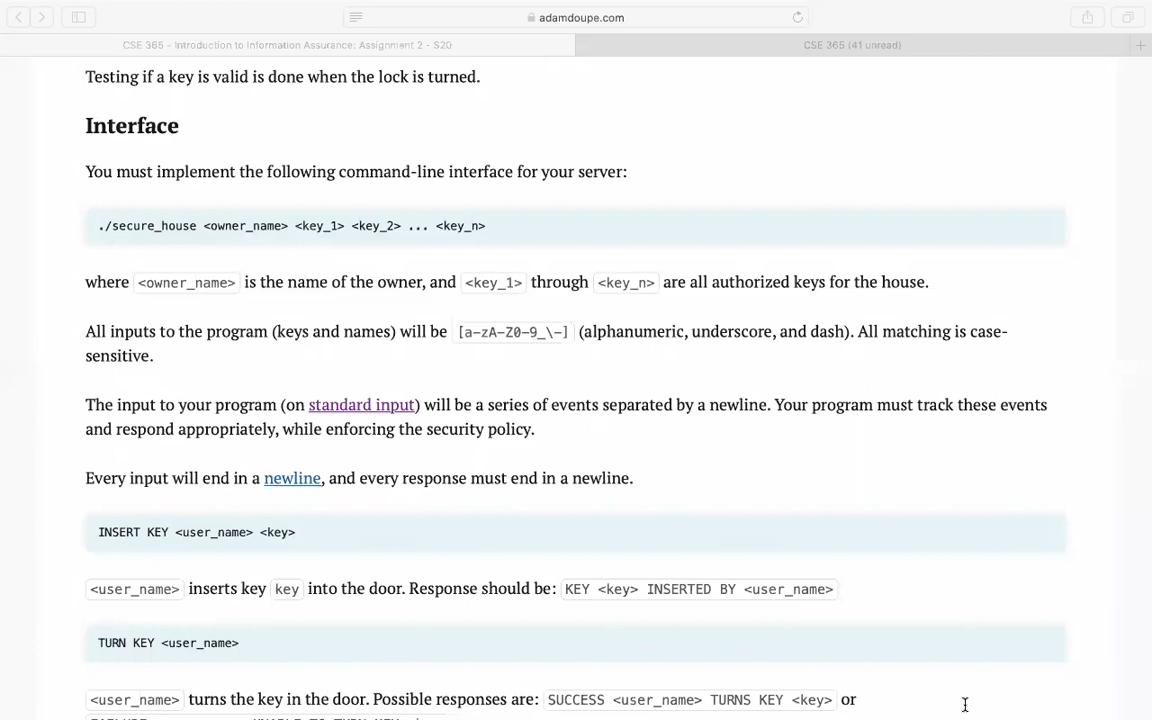 adamdoupe.com
CSE 365 - Introduction to Information Assurance: Assignment 2 - S20
CSE 365 (41 unread)
Testing if a key is valid is done when the lock is turned.
Interface
You must implement the following command-line interface for your server:
./secure_house <owner_name> <key_1> <key_2> ... <key_n>
where <owner_name> is the name of the owner, and <key_1> through <key_n> are all authorized keys for the house.
All inputs to the program (keys and names) will be [a-zA-Z0-9_\-] (alphanumeric, underscore, and dash). All matching is case-
sensitive.
The input to your program (on standard input) will be a series of events separated by a newline. Your program must track these events
and respond appropriately, while enforcing the security policy.
Every input will end in a newline, and every response must end in a newline.
INSERT KEY <user_name> <key>
<user_name> inserts key key into the door. Response should be: KEY <key> INSERTED BY <user_name>
TURN KEY <user_name>
<user_name> turns the key in the door. Possible responses are: SUCCESS <user_name> TURNS KEY <key> or